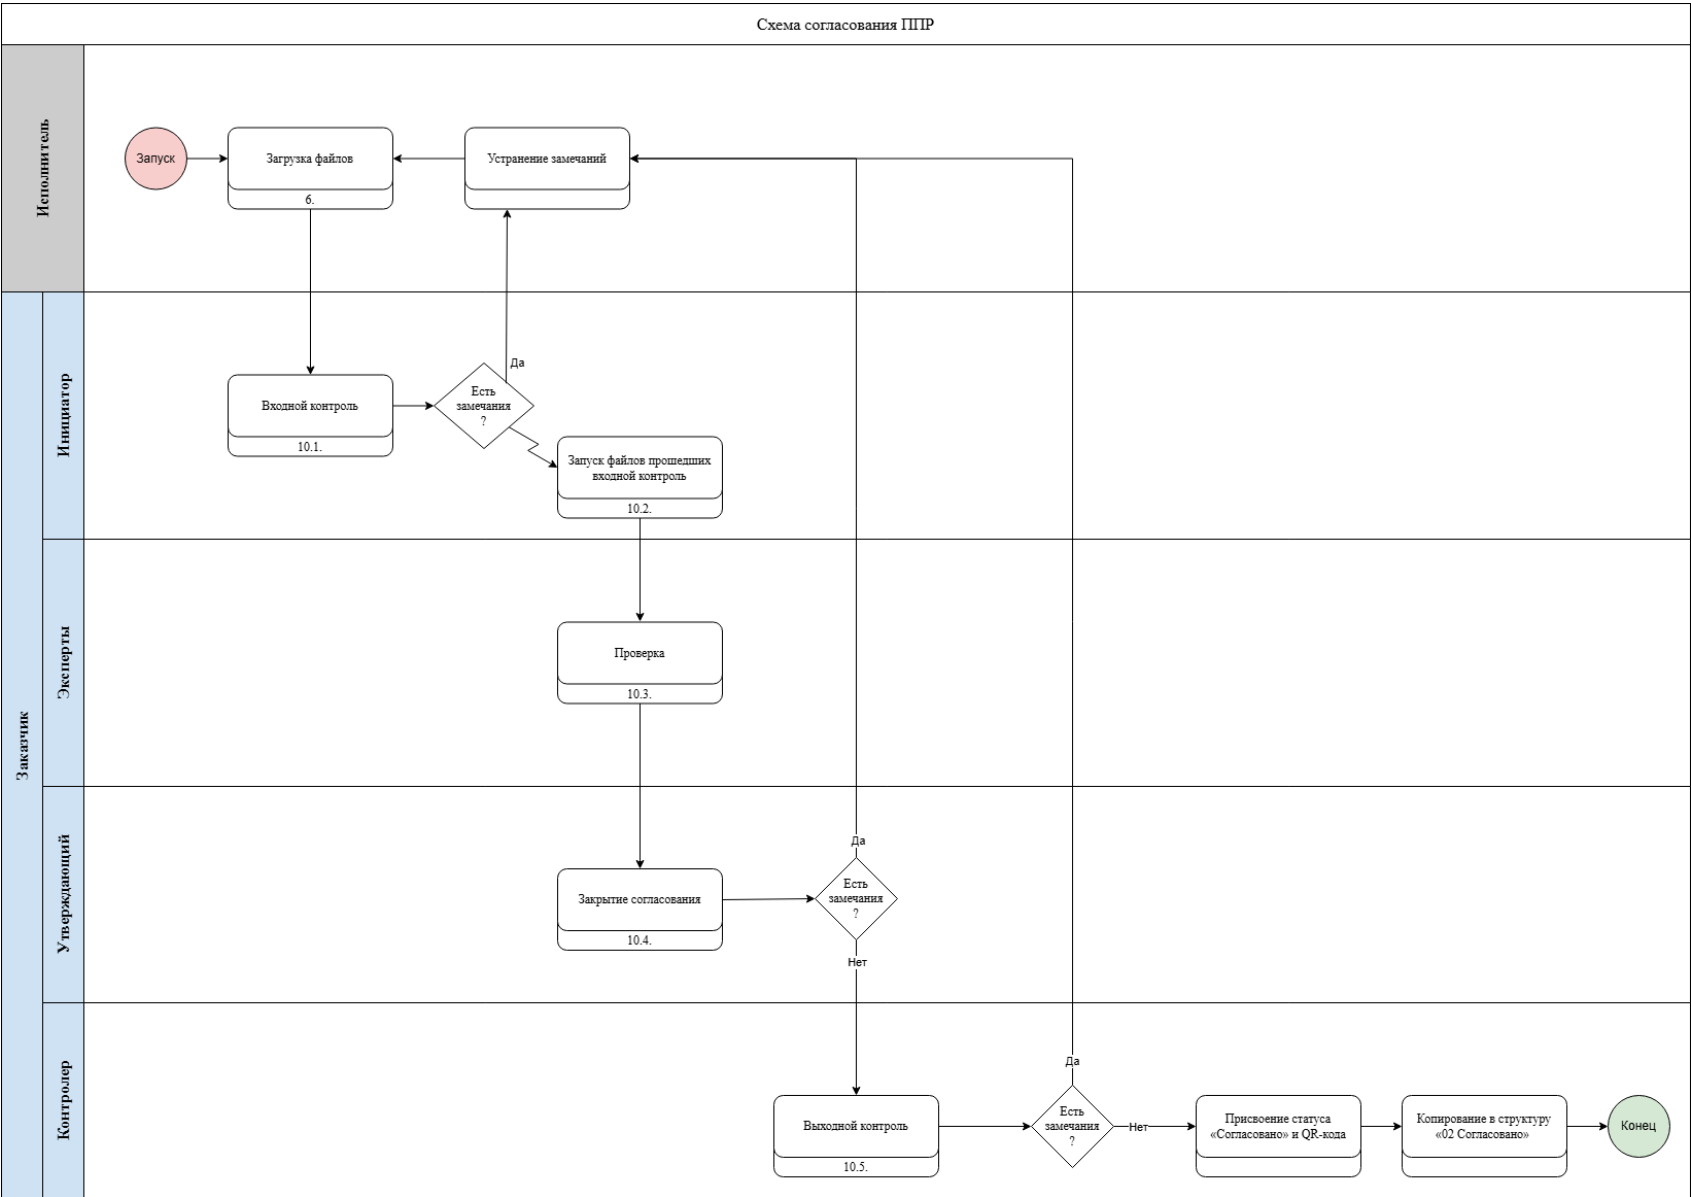 Схема согласования ППР
Исполнитель
Запуск
Загрузка файлов
6.
Устранение замечаний
Заказчик
Инициатор
Входной контроль
10.1.
Есть
замечания
?
Да
Запуск файлов прошедших
входной контроль
10.2.
Эксперты
Проверка
10.3.
Утверждающий
Закрытие согласования
10.4.
Да
Есть
замечания
?
Нет
Контролер
Выходной контроль
10.5.
Да
Есть
замечания
?
Нет
Присвоение статуса
«Согласовано» и QR-кода
Копирование в структуру
«02 Согласовано»
Конец